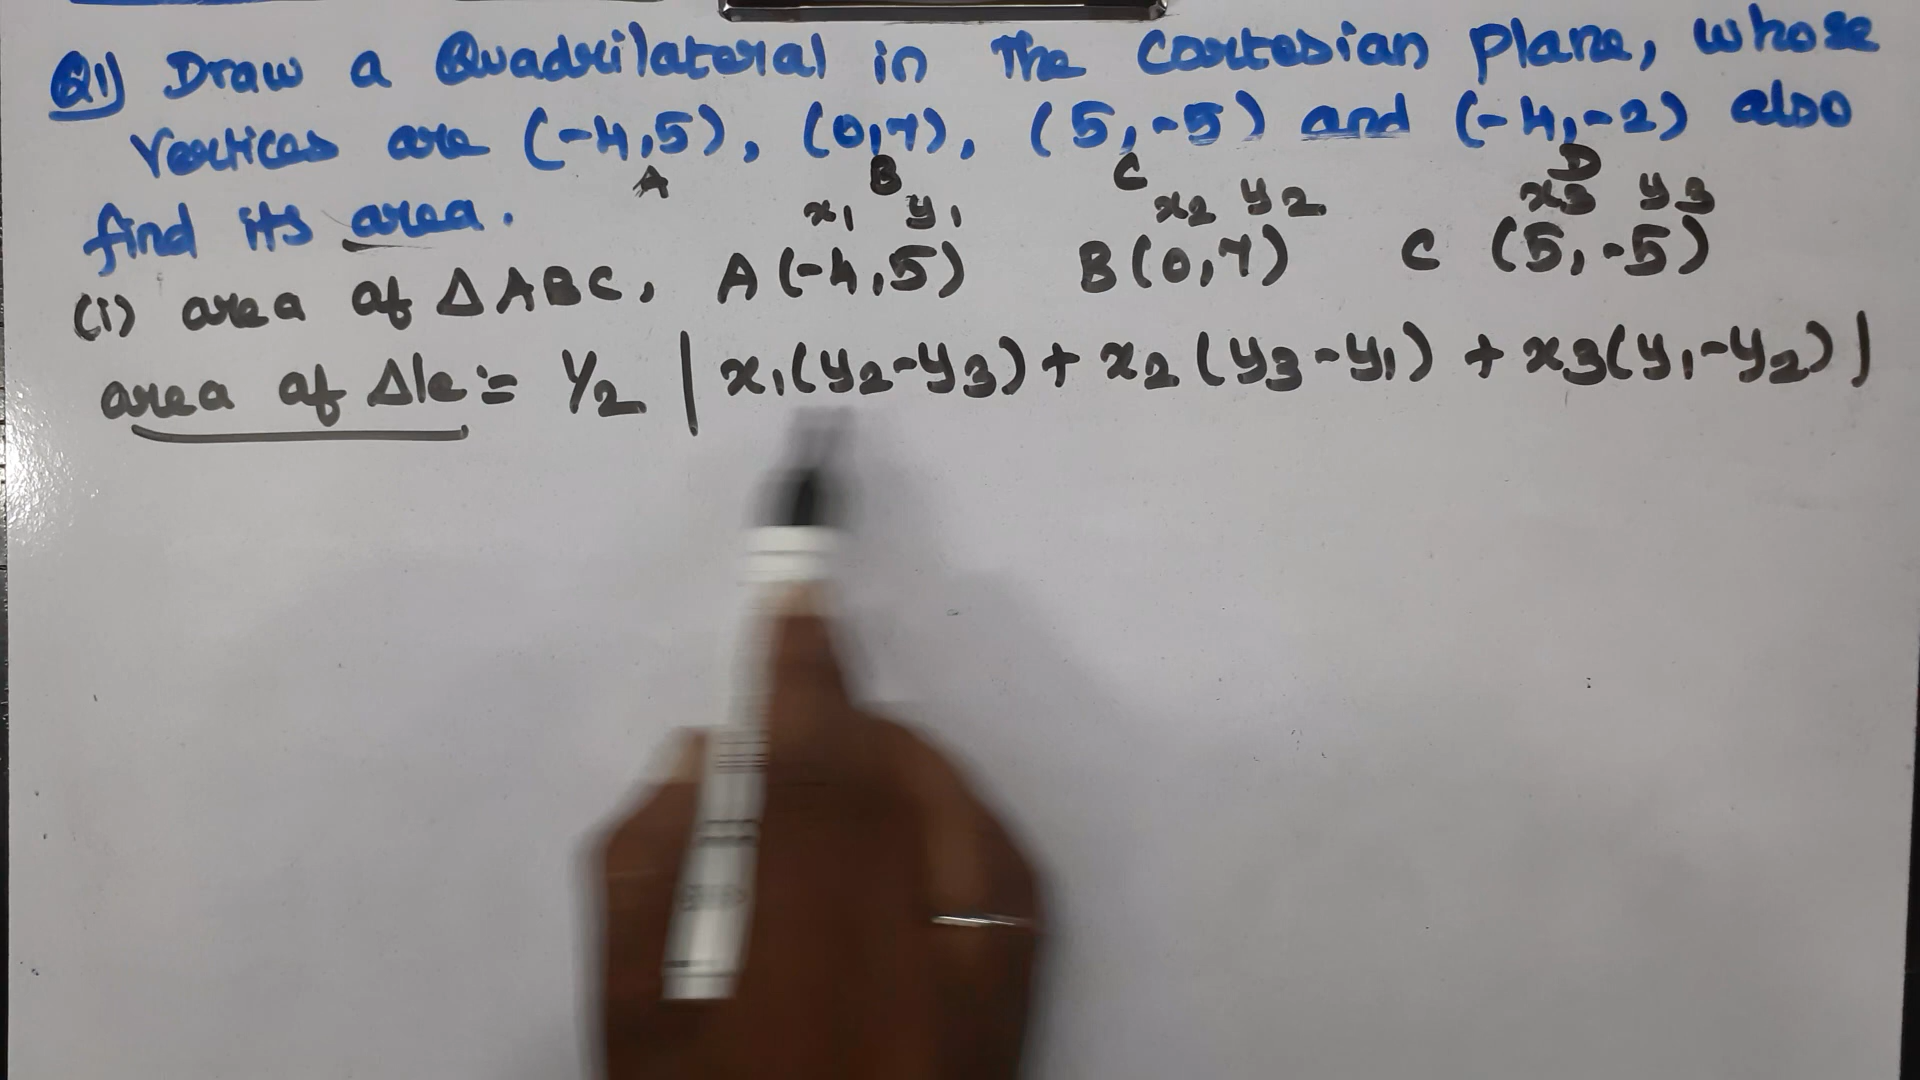 Q1) Draw a Quadrilateral in the Cartesian plane, whose
vertices are (-4,5), (0,7), (5,-5) and (-4,-2) also
A B C D
find its area.
x1 y1 x2 y2 x3 y3
(i) area of ΔABC, A(-4,5) B(0,7) C (5,-5)
area of Δle = 1/2 | x1(y2-y3) + x2(y3-y1) + x3(y1-y2) |